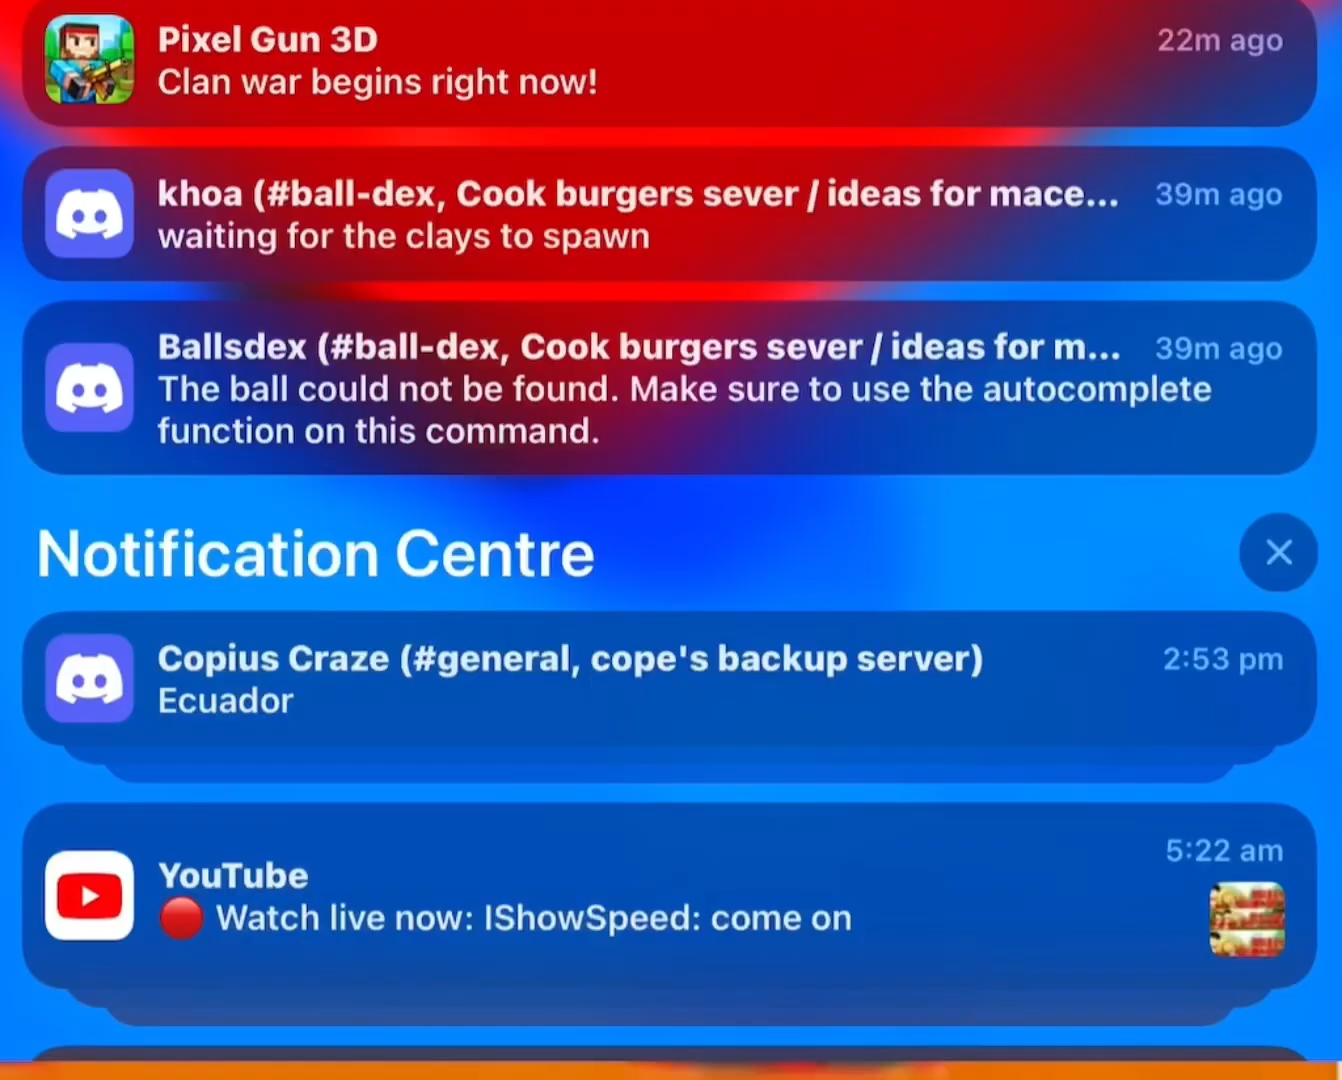 Pixel Gun 3D
22m ago
Clan war begins right now!
khoa (#ball-dex, Cook burgers sever / ideas for mace...
39m ago
waiting for the clays to spawn
Ballsdex (#ball-dex, Cook burgers sever / ideas for m...
39m ago
The ball could not be found. Make sure to use the autocomplete
function on this command.
Notification Centre
Copius Craze (#general, cope's backup server)
2:53 pm
Ecuador
5:22 am
YouTube
🔴 Watch live now: IShowSpeed: come on